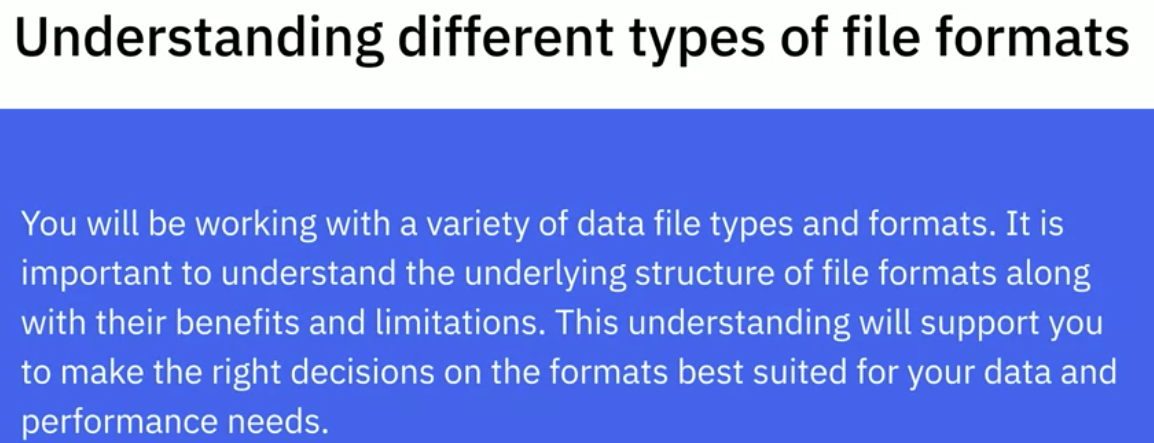 Understanding different types of file formats
You will be working with a variety of data file types and formats. It is
important to understand the underlying structure of file formats along
with their benefits and limitations. This understanding will support you
to make the right decisions on the formats best suited for your data and
performance needs.